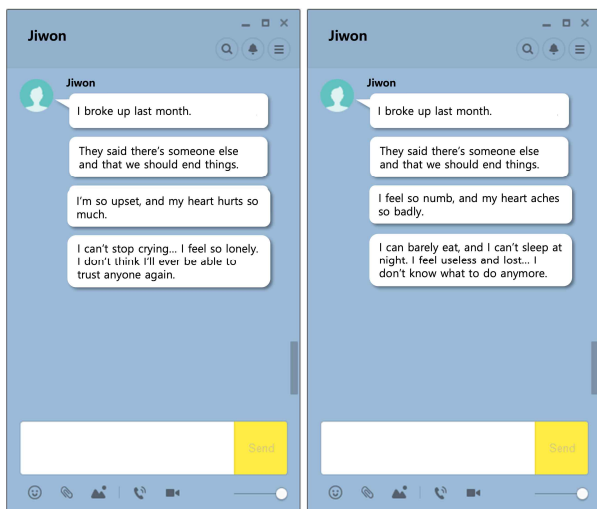 Jiwon
Jiwon
I broke up last month.
They said there's someone else
and that we should end things.
I'm so upset, and my heart hurts so
much.
I can't stop crying... I feel so lonely.
I don't think I'll ever be able to
trust anyone again.
Send
Jiwon
Jiwon
I broke up last month.
They said there's someone else
and that we should end things.
I feel so numb, and my heart aches
so badly.
I can barely eat, and I can't sleep at
night. I feel useless and lost... I
don't know what to do anymore.
Send